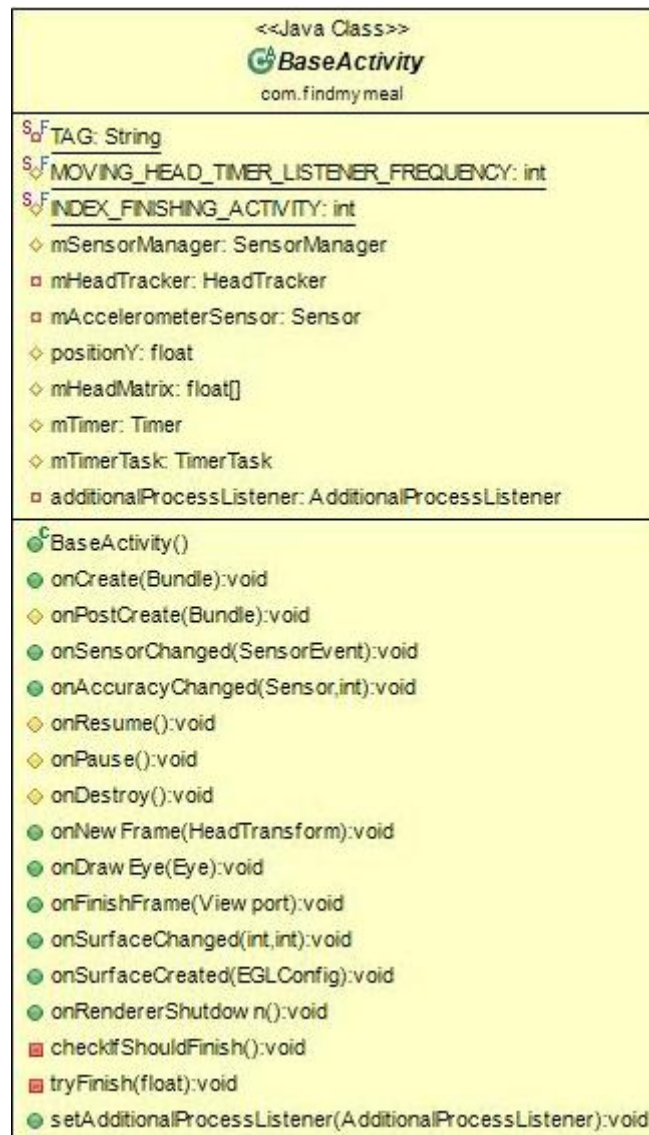 <<Java Class>>
BaseActivity
com.findmymeal
TAG: String
MOVING_HEAD_TIMER_LISTENER_FREQUENCY: int
INDEX_FINISHING_ACTIVITY: int
mSensorManager: SensorManager
mHeadTracker: HeadTracker
mAccelerometerSensor: Sensor
positionY: float
mHeadMatrix: float[]
mTimer: Timer
mTimerTask: TimerTask
additionalProcessListener: AdditionalProcessListener
BaseActivity()
onCreate(Bundle):void
onPostCreate(Bundle):void
onSensorChanged(SensorEvent):void
onAccuracyChanged(Sensor,int):void
onResume():void
onPause():void
onDestroy():void
onNewFrame(HeadTransform):void
onDrawEye(Eye):void
onFinishFrame(Viewport):void
onSurfaceChanged(int,int):void
onSurfaceCreated(EGLConfig):void
onRendererShutdown():void
checkIfShouldFinish():void
tryFinish(float):void
setAdditionalProcessListener(AdditionalProcessListener):void